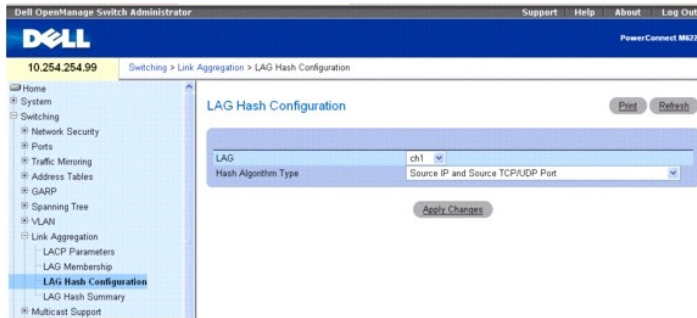 Dell OpenManage Switch Administrator Support Help About Log Out
DELL
PowerConnect M622
10.254.254.99
Switching > Link Aggregation > LAG Hash Configuration
Home
System
Switching
Network Security
Ports
Traffic Mirroring
Address Tables
GARP
Spanning Tree
VLAN
Link Aggregation
LACP Parameters
LAG Membership
LAG Hash Configuration
LAG Hash Summary
Multicast Support
LAG Hash Configuration
Print Refresh
LAG ch1
Hash Algorithm Type Source IP and Source TCP/UDP Port
Apply Changes